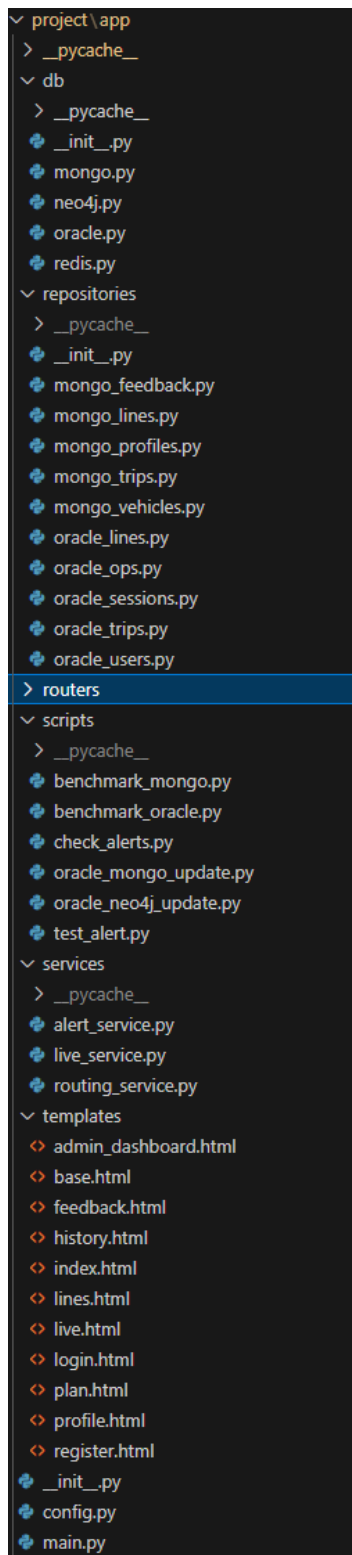 project\app
__pycache__
db
__pycache__
__init__.py
mongo.py
neo4j.py
oracle.py
redis.py
repositories
__pycache__
__init__.py
mongo_feedback.py
mongo_lines.py
mongo_profiles.py
mongo_trips.py
mongo_vehicles.py
oracle_lines.py
oracle_ops.py
oracle_sessions.py
oracle_trips.py
oracle_users.py
routers
scripts
__pycache__
benchmark_mongo.py
benchmark_oracle.py
check_alerts.py
oracle_mongo_update.py
oracle_neo4j_update.py
test_alert.py
services
__pycache__
alert_service.py
live_service.py
routing_service.py
templates
admin_dashboard.html
base.html
feedback.html
history.html
index.html
lines.html
live.html
login.html
plan.html
profile.html
register.html
__init__.py
config.py
main.py